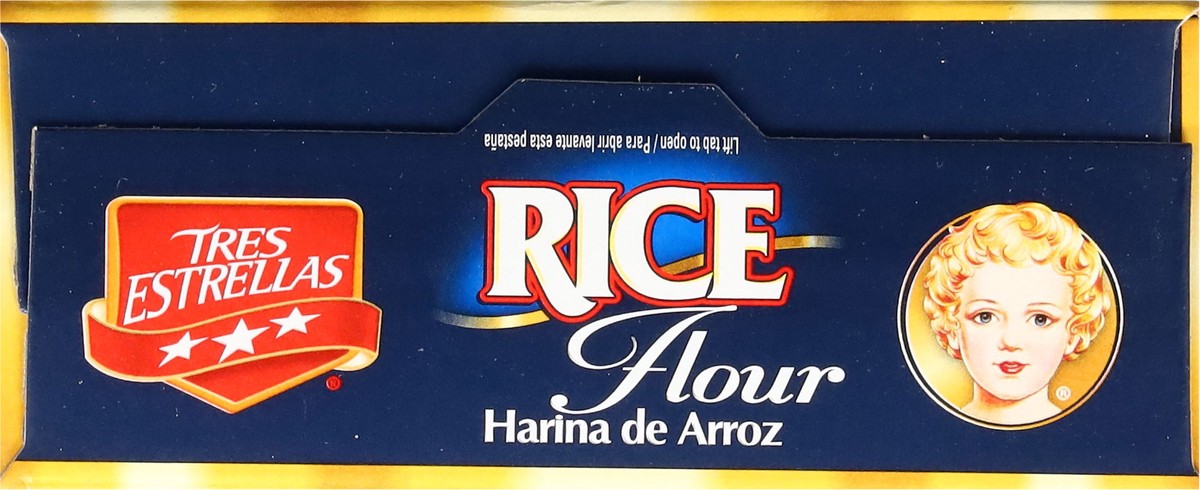 Lift tab to open / Para abrir levante esta pestaña
TRES
ESTRELLAS
®
RICE
Flour
Harina de Arroz
®